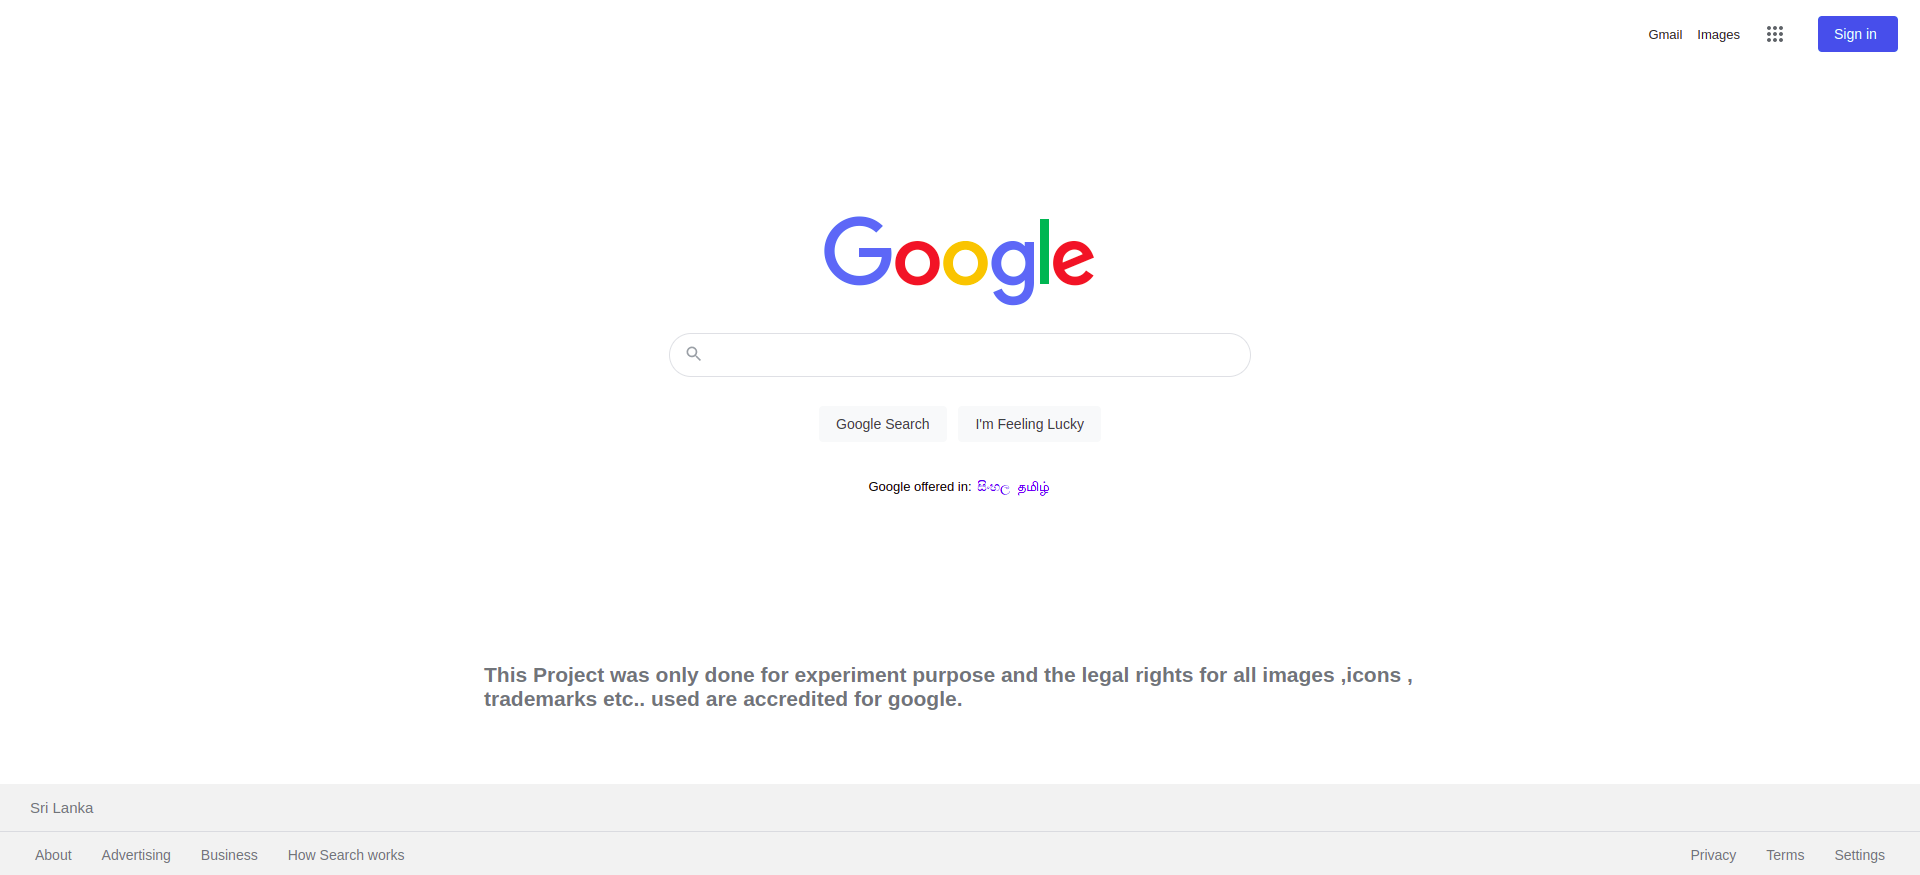 Gmail Images Sign in
Google
Google Search I'm Feeling Lucky
Google offered in: සිංහල தமிழ்
This Project was only done for experiment purpose and the legal rights for all images ,icons ,
trademarks etc.. used are accredited for google.
Sri Lanka
About Advertising Business How Search works Privacy Terms Settings